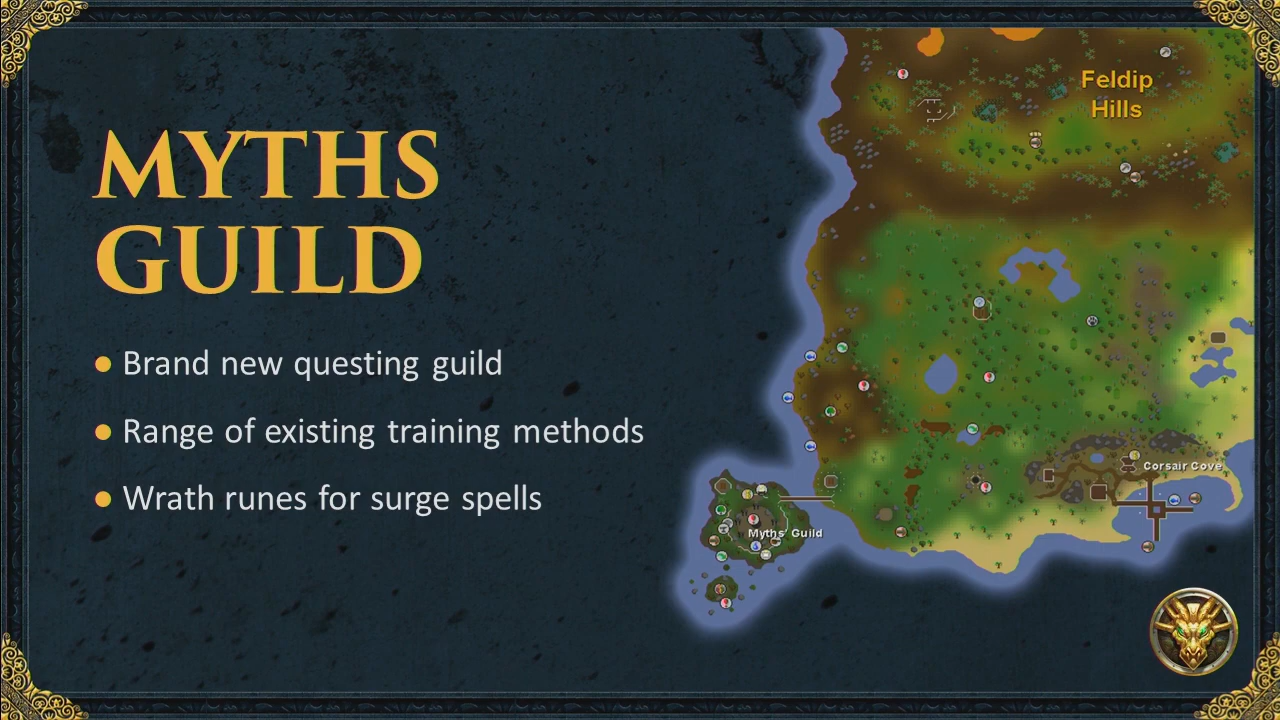 MYTHS
GUILD
Brand new questing guild
Range of existing training methods
Wrath runes for surge spells
Feldip
Hills
Corsair Cove
Myths' Guild